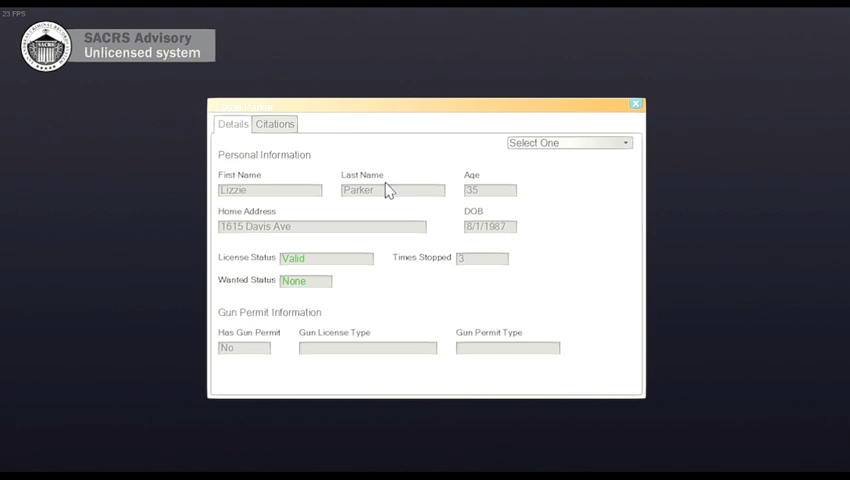 23 FPS
SACRS Advisory
Unlicensed system
SACRS
Details Citations
Select One
Personal Information
First Name Last Name Age
Lizzie Parker 35
Home Address DOB
1615 Davis Ave 8/1/1987
License Status Valid Times Stopped 3
Wanted Status None
Gun Permit Information
Has Gun Permit Gun License Type Gun Permit Type
No